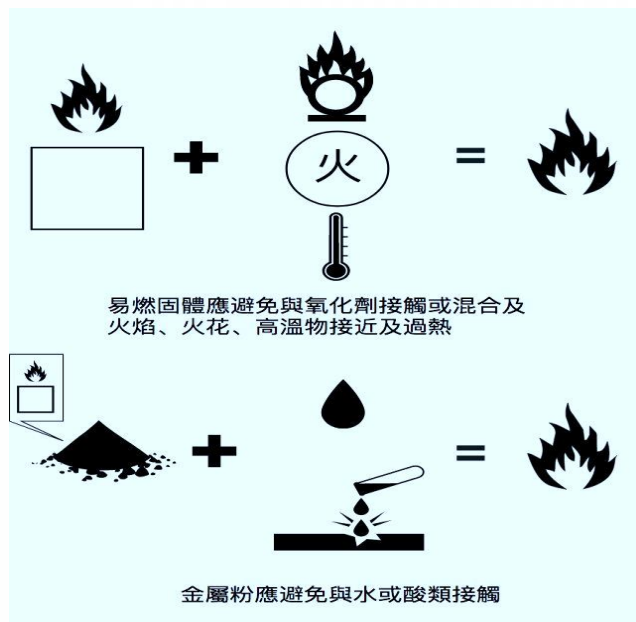 火
易燃固體應避免與氧化劑接觸或混合及
火焰、火花、高溫物接近及過熱
金屬粉應避免與水或酸類接觸